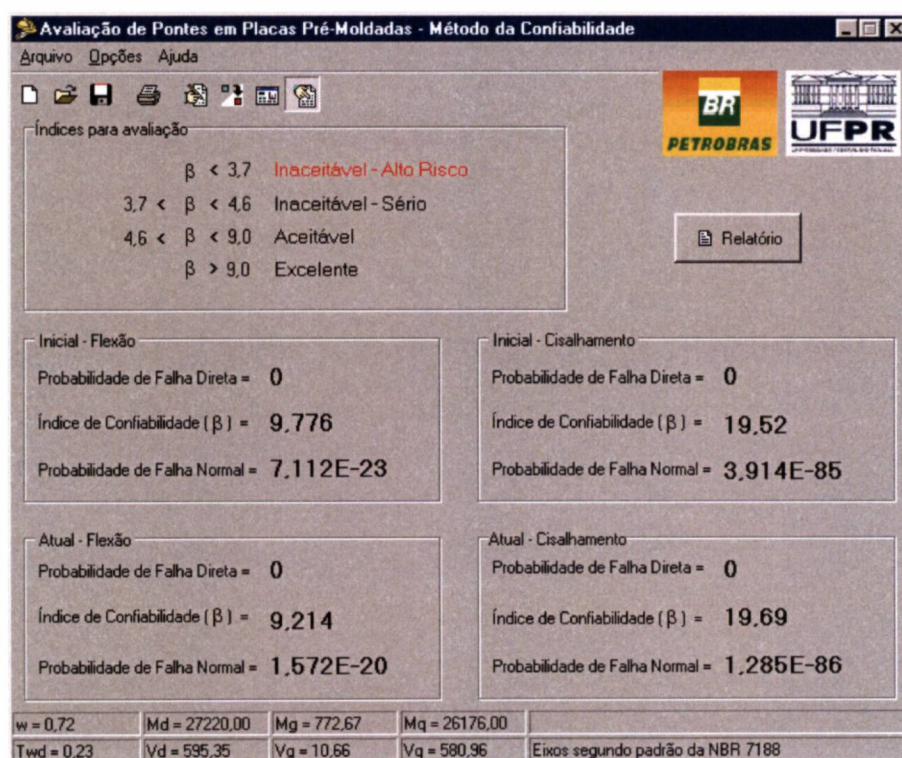 Avaliação de Pontes em Placas Pré-Moldadas - Método da Confiabilidade
Arquivo Opções Ajuda
BR
PETROBRAS
UFPR
Índices para avaliação
β < 3,7 Inaceitável - Alto Risco
3,7 < β < 4,6 Inaceitável - Sério
4,6 < β < 9,0 Aceitável
β > 9,0 Excelente
Relatório
Inicial - Flexão
Probabilidade de Falha Direta = 0
Índice de Confiabilidade ( β ) = 9,776
Probabilidade de Falha Normal = 7,112E-23
Inicial - Cisalhamento
Probabilidade de Falha Direta = 0
Índice de Confiabilidade ( β ) = 19,52
Probabilidade de Falha Normal = 3,914E-85
Atual - Flexão
Probabilidade de Falha Direta = 0
Índice de Confiabilidade ( β ) = 9,214
Probabilidade de Falha Normal = 1,572E-20
Atual - Cisalhamento
Probabilidade de Falha Direta = 0
Índice de Confiabilidade ( β ) = 19,69
Probabilidade de Falha Normal = 1,285E-86
w = 0,72 Md = 27220,00 Mg = 772,67 Mq = 26176,00
Twd = 0,23 Vd = 595,35 Vg = 10,66 Vq = 580,96 Eixos segundo padrão da NBR 7188